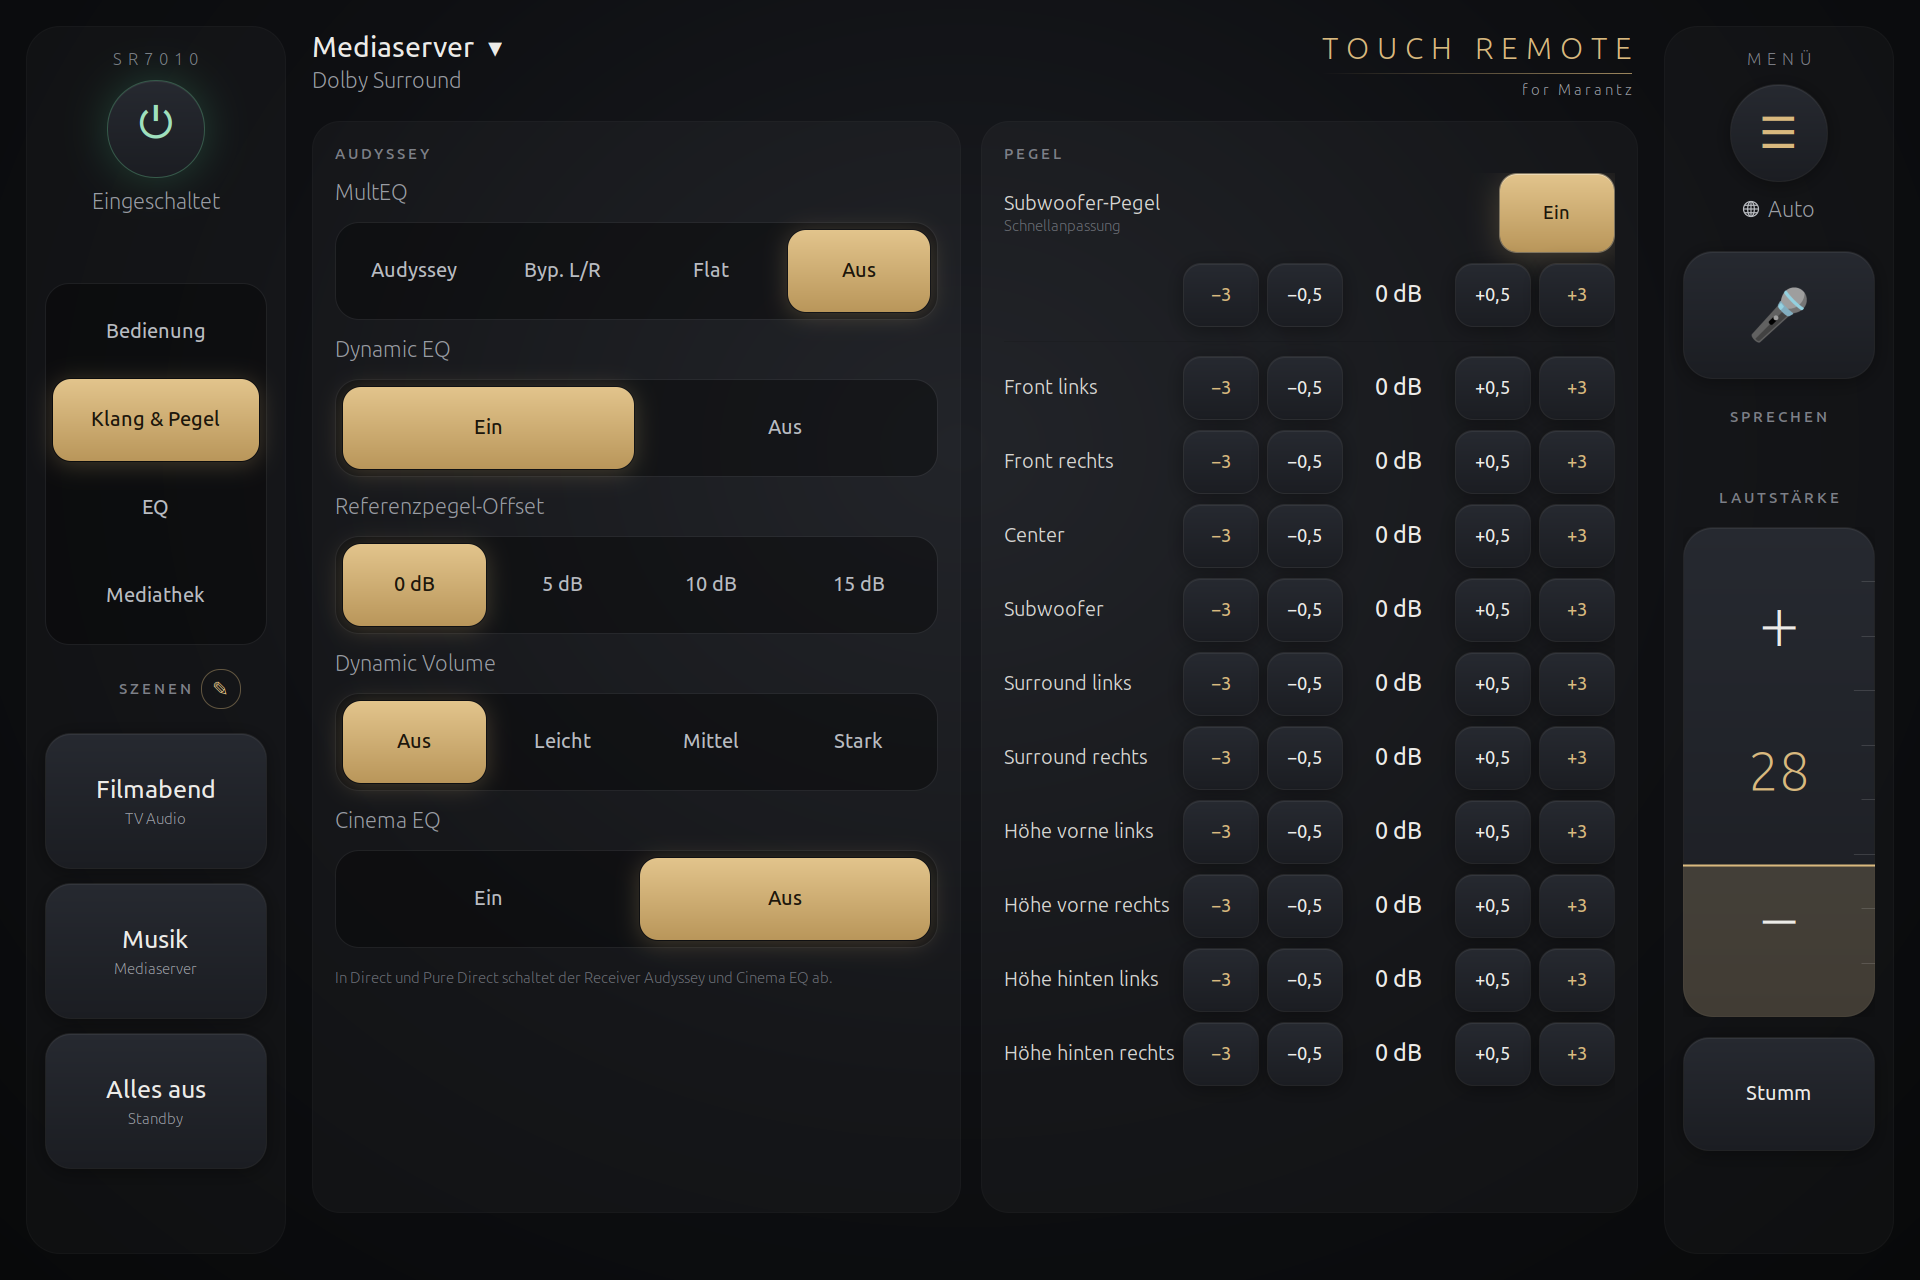 SR7010
Eingeschaltet
Bedienung
Klang & Pegel
EQ
Mediathek
SZENEN
Filmabend
TV Audio
Musik
Mediaserver
Alles aus
Standby
Mediaserver ▼
Dolby Surround
TOUCH REMOTE
for Marantz
AUDYSSEY
MultEQ
Audyssey Byp. L/R Flat Aus
Dynamic EQ
Ein Aus
Referenzpegel-Offset
0 dB 5 dB 10 dB 15 dB
Dynamic Volume
Aus Leicht Mittel Stark
Cinema EQ
Ein Aus
In Direct und Pure Direct schaltet der Receiver Audyssey und Cinema EQ ab.
PEGEL
Subwoofer-Pegel
Schnellanpassung
Ein
−3 −0,5 0 dB +0,5 +3
Front links −3 −0,5 0 dB +0,5 +3
Front rechts −3 −0,5 0 dB +0,5 +3
Center −3 −0,5 0 dB +0,5 +3
Subwoofer −3 −0,5 0 dB +0,5 +3
Surround links −3 −0,5 0 dB +0,5 +3
Surround rechts −3 −0,5 0 dB +0,5 +3
Höhe vorne links −3 −0,5 0 dB +0,5 +3
Höhe vorne rechts −3 −0,5 0 dB +0,5 +3
Höhe hinten links −3 −0,5 0 dB +0,5 +3
Höhe hinten rechts −3 −0,5 0 dB +0,5 +3
MENÜ
Auto
SPRECHEN
LAUTSTÄRKE
+
28
−
Stumm